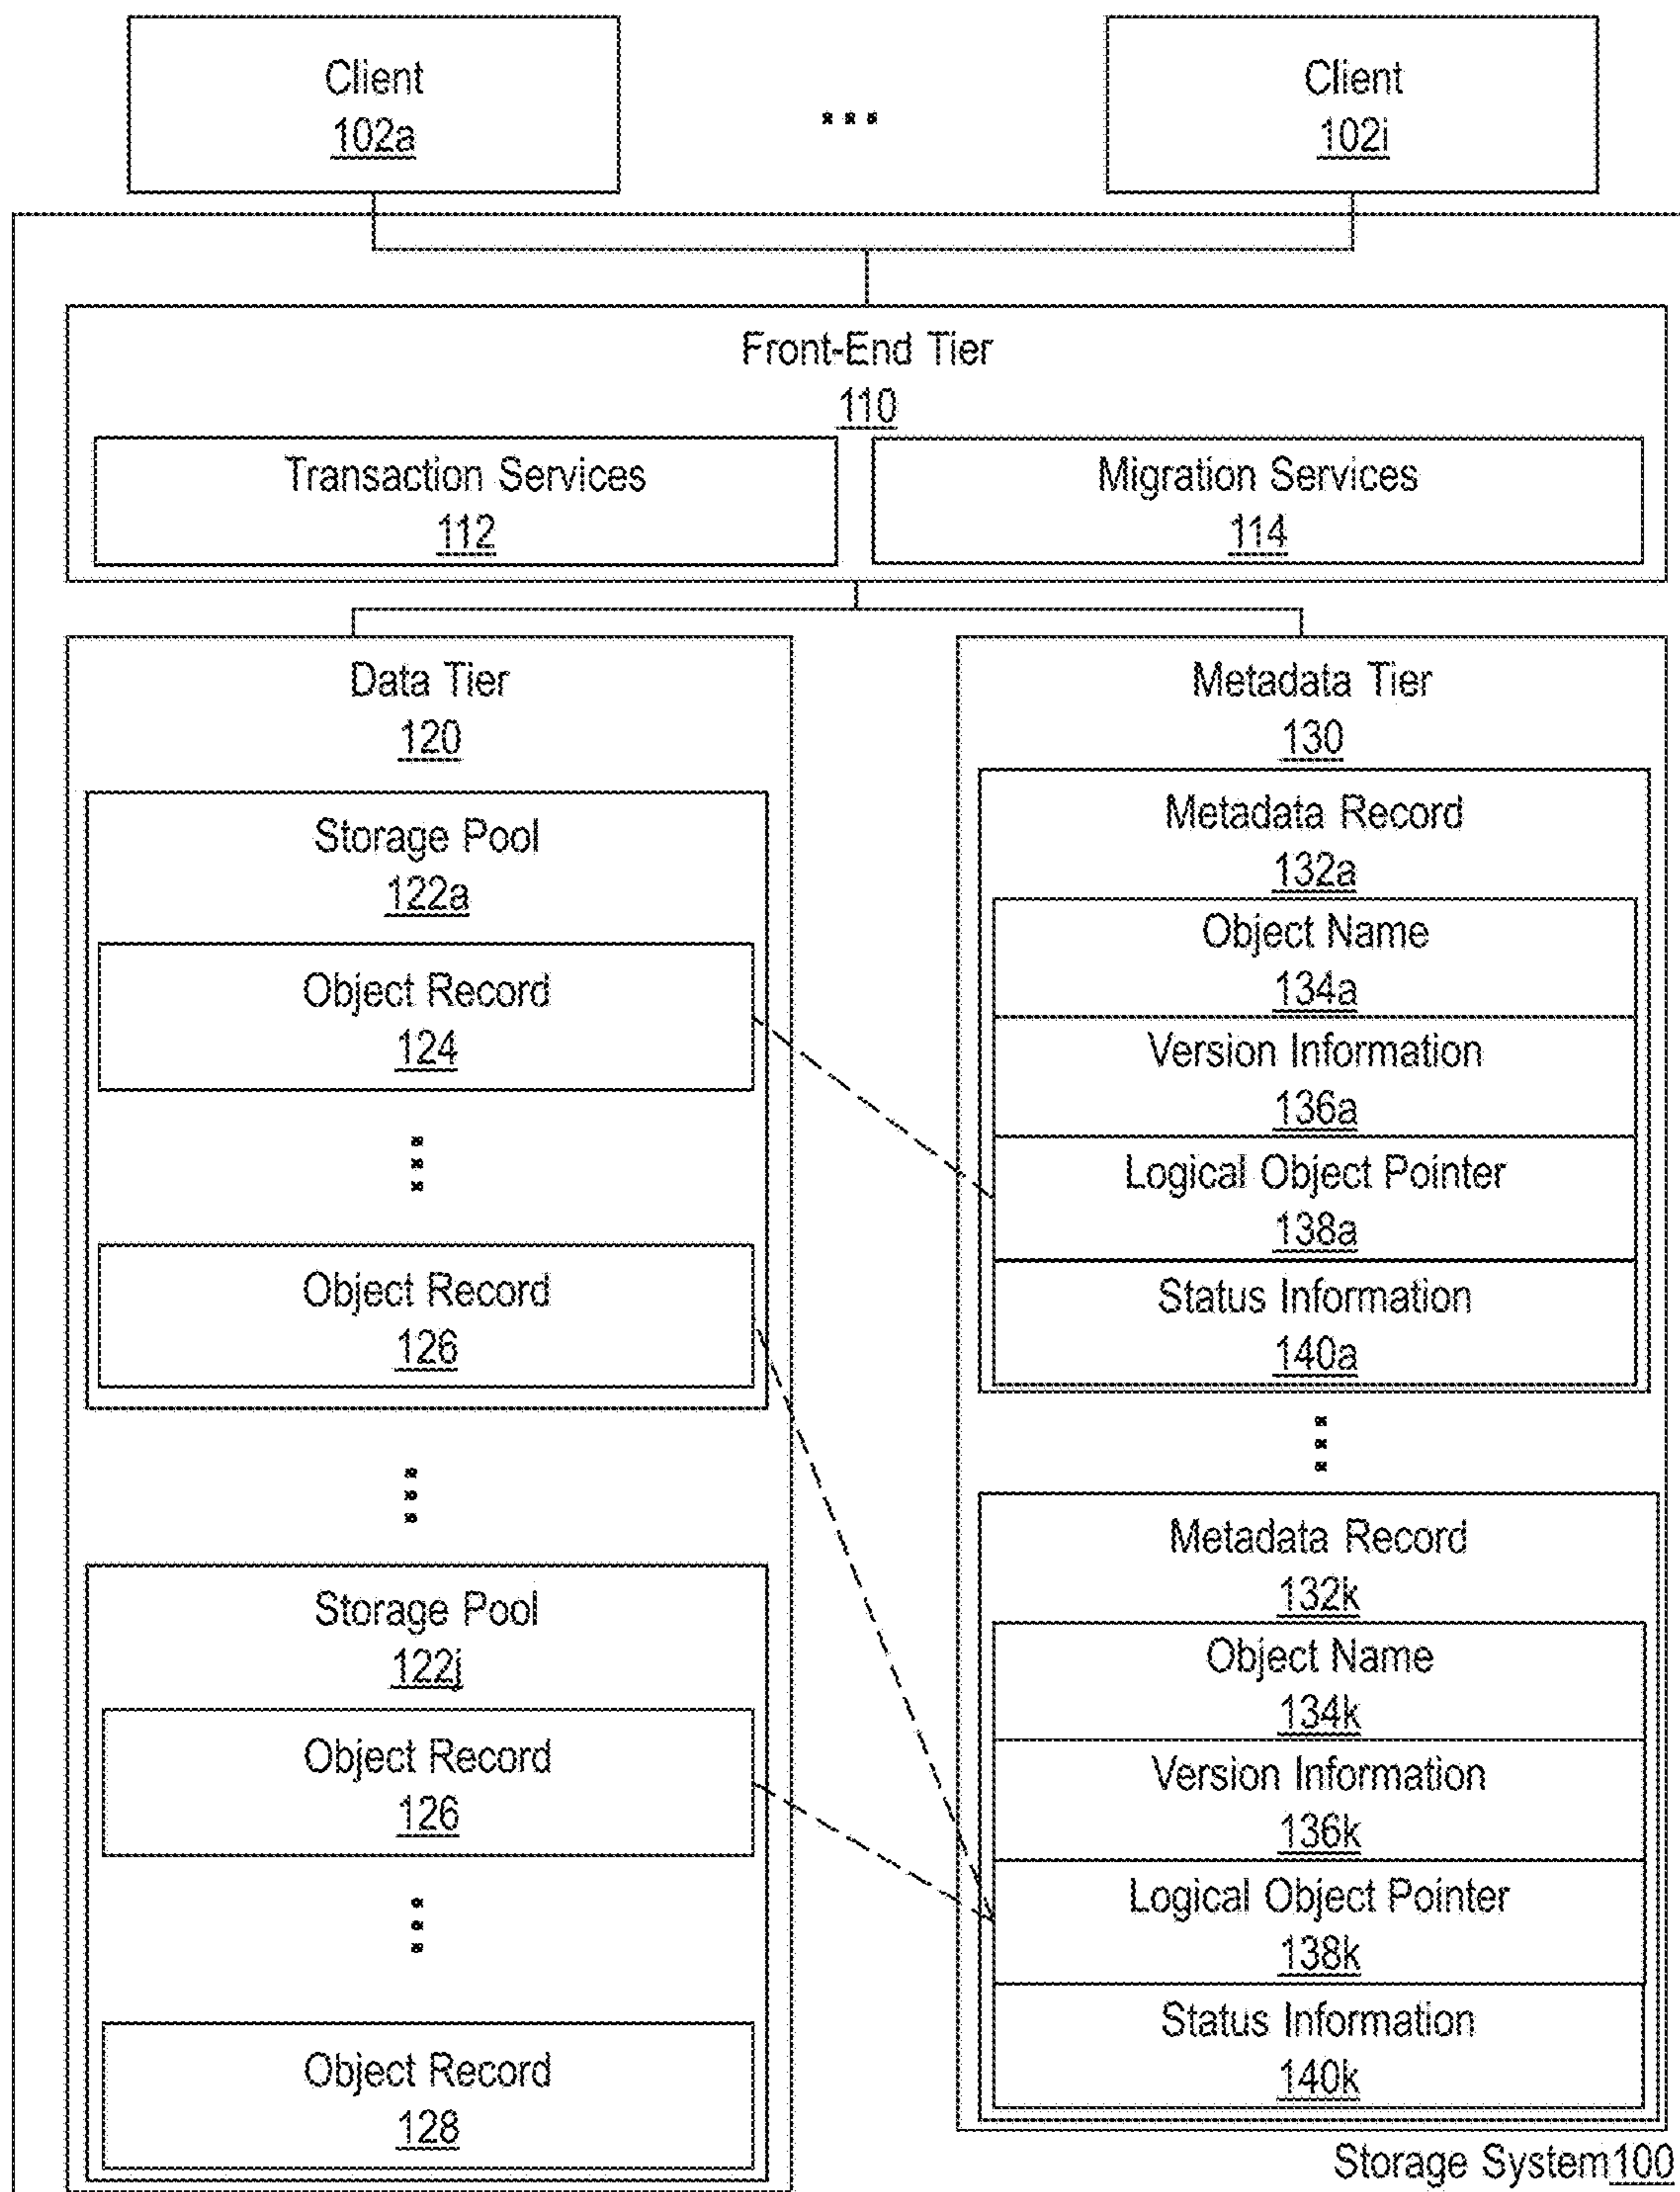 Client
102a
...
Client
102i
Front-End Tier
110
Transaction Services
112
Migration Services
114
Data Tier
120
Storage Pool
122a
Object Record
124
Object Record
126
Storage Pool
122j
Object Record
126
Object Record
128
Metadata Tier
130
Metadata Record
132a
Object Name
134a
Version Information
136a
Logical Object Pointer
138a
Status Information
140a
Metadata Record
132k
Object Name
134k
Version Information
136k
Logical Object Pointer
138k
Status Information
140k
Storage System 100